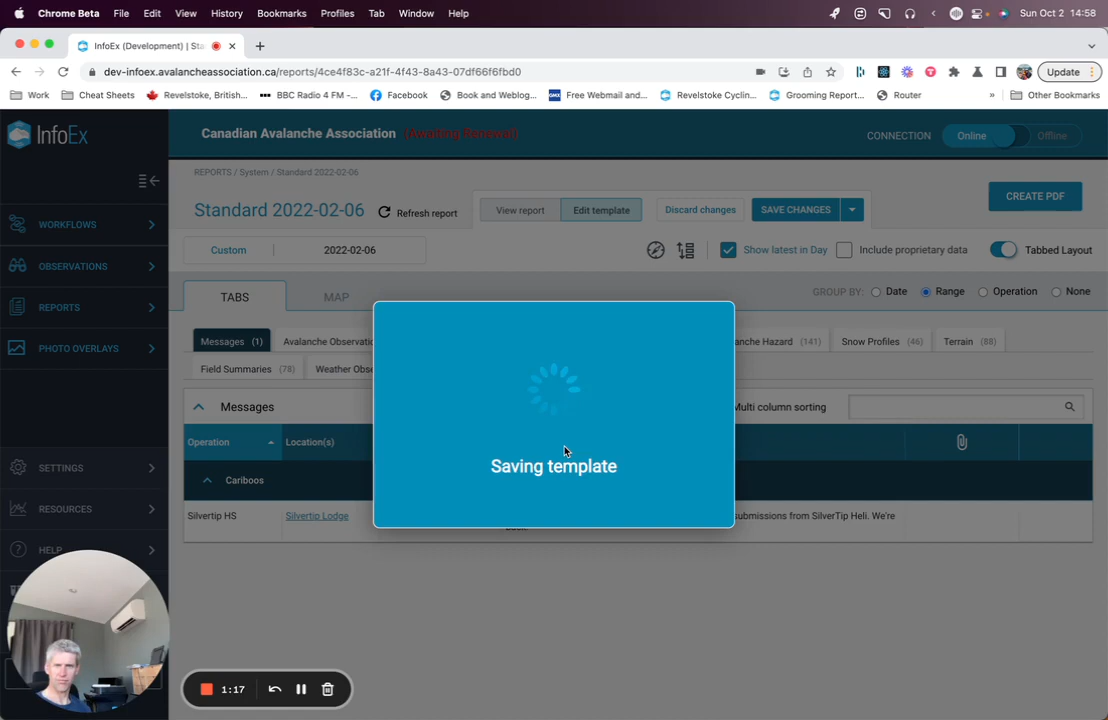 Chrome Beta File Edit View History Bookmarks Profiles Tab Window Help Sun Oct 2 14:58
InfoEx (Development) | Sta
dev-infoex.avalancheassociation.ca/reports/4ce4f83c-a21f-4f43-8a43-07df66f6fbd0 Update
Work Cheat Sheets Revelstoke, British... BBC Radio 4 FM -... Facebook Book and Weblog... Free Webmail and... Revelstoke Cyclin... Grooming Report... Router » Other Bookmarks
InfoEx Canadian Avalanche Association (Awaiting Renewal) CONNECTION Online Offline
REPORTS / System / Standard 2022-02-06
Standard 2022-02-06 Refresh report View report Edit template Discard changes SAVE CHANGES CREATE PDF
Custom 2022-02-06 Show latest in Day Include proprietary data Tabbed Layout
TABS MAP GROUP BY: Date Range Operation None
Messages (1) Avalanche Observatio anche Hazard (141) Snow Profiles (46) Terrain (88)
Field Summaries (78) Weather Obse
Messages Multi column sorting
Operation Location(s)
Cariboos
Silvertip HS Silvertip Lodge submissions from SilverTip Heli. We're
back.
Saving template
WORKFLOWS
OBSERVATIONS
REPORTS
PHOTO OVERLAYS
SETTINGS
RESOURCES
HELP
1:17